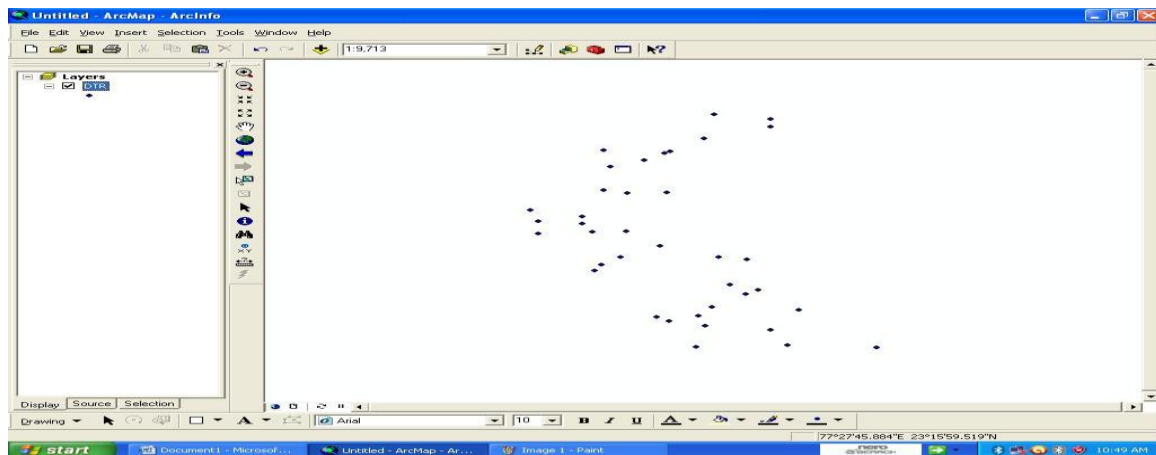 Untitled - ArcMap - ArcInfo
File Edit View Insert Selection Tools Window Help
1:9,713
Layers
DTR
Display Source Selection
Drawing A Arial 10 B I U A
77°27'45.884"E 23°15'59.519"N
start Document1 - Microsof... Untitled - ArcMap - Ar... Image 1 - Paint 10:49 AM